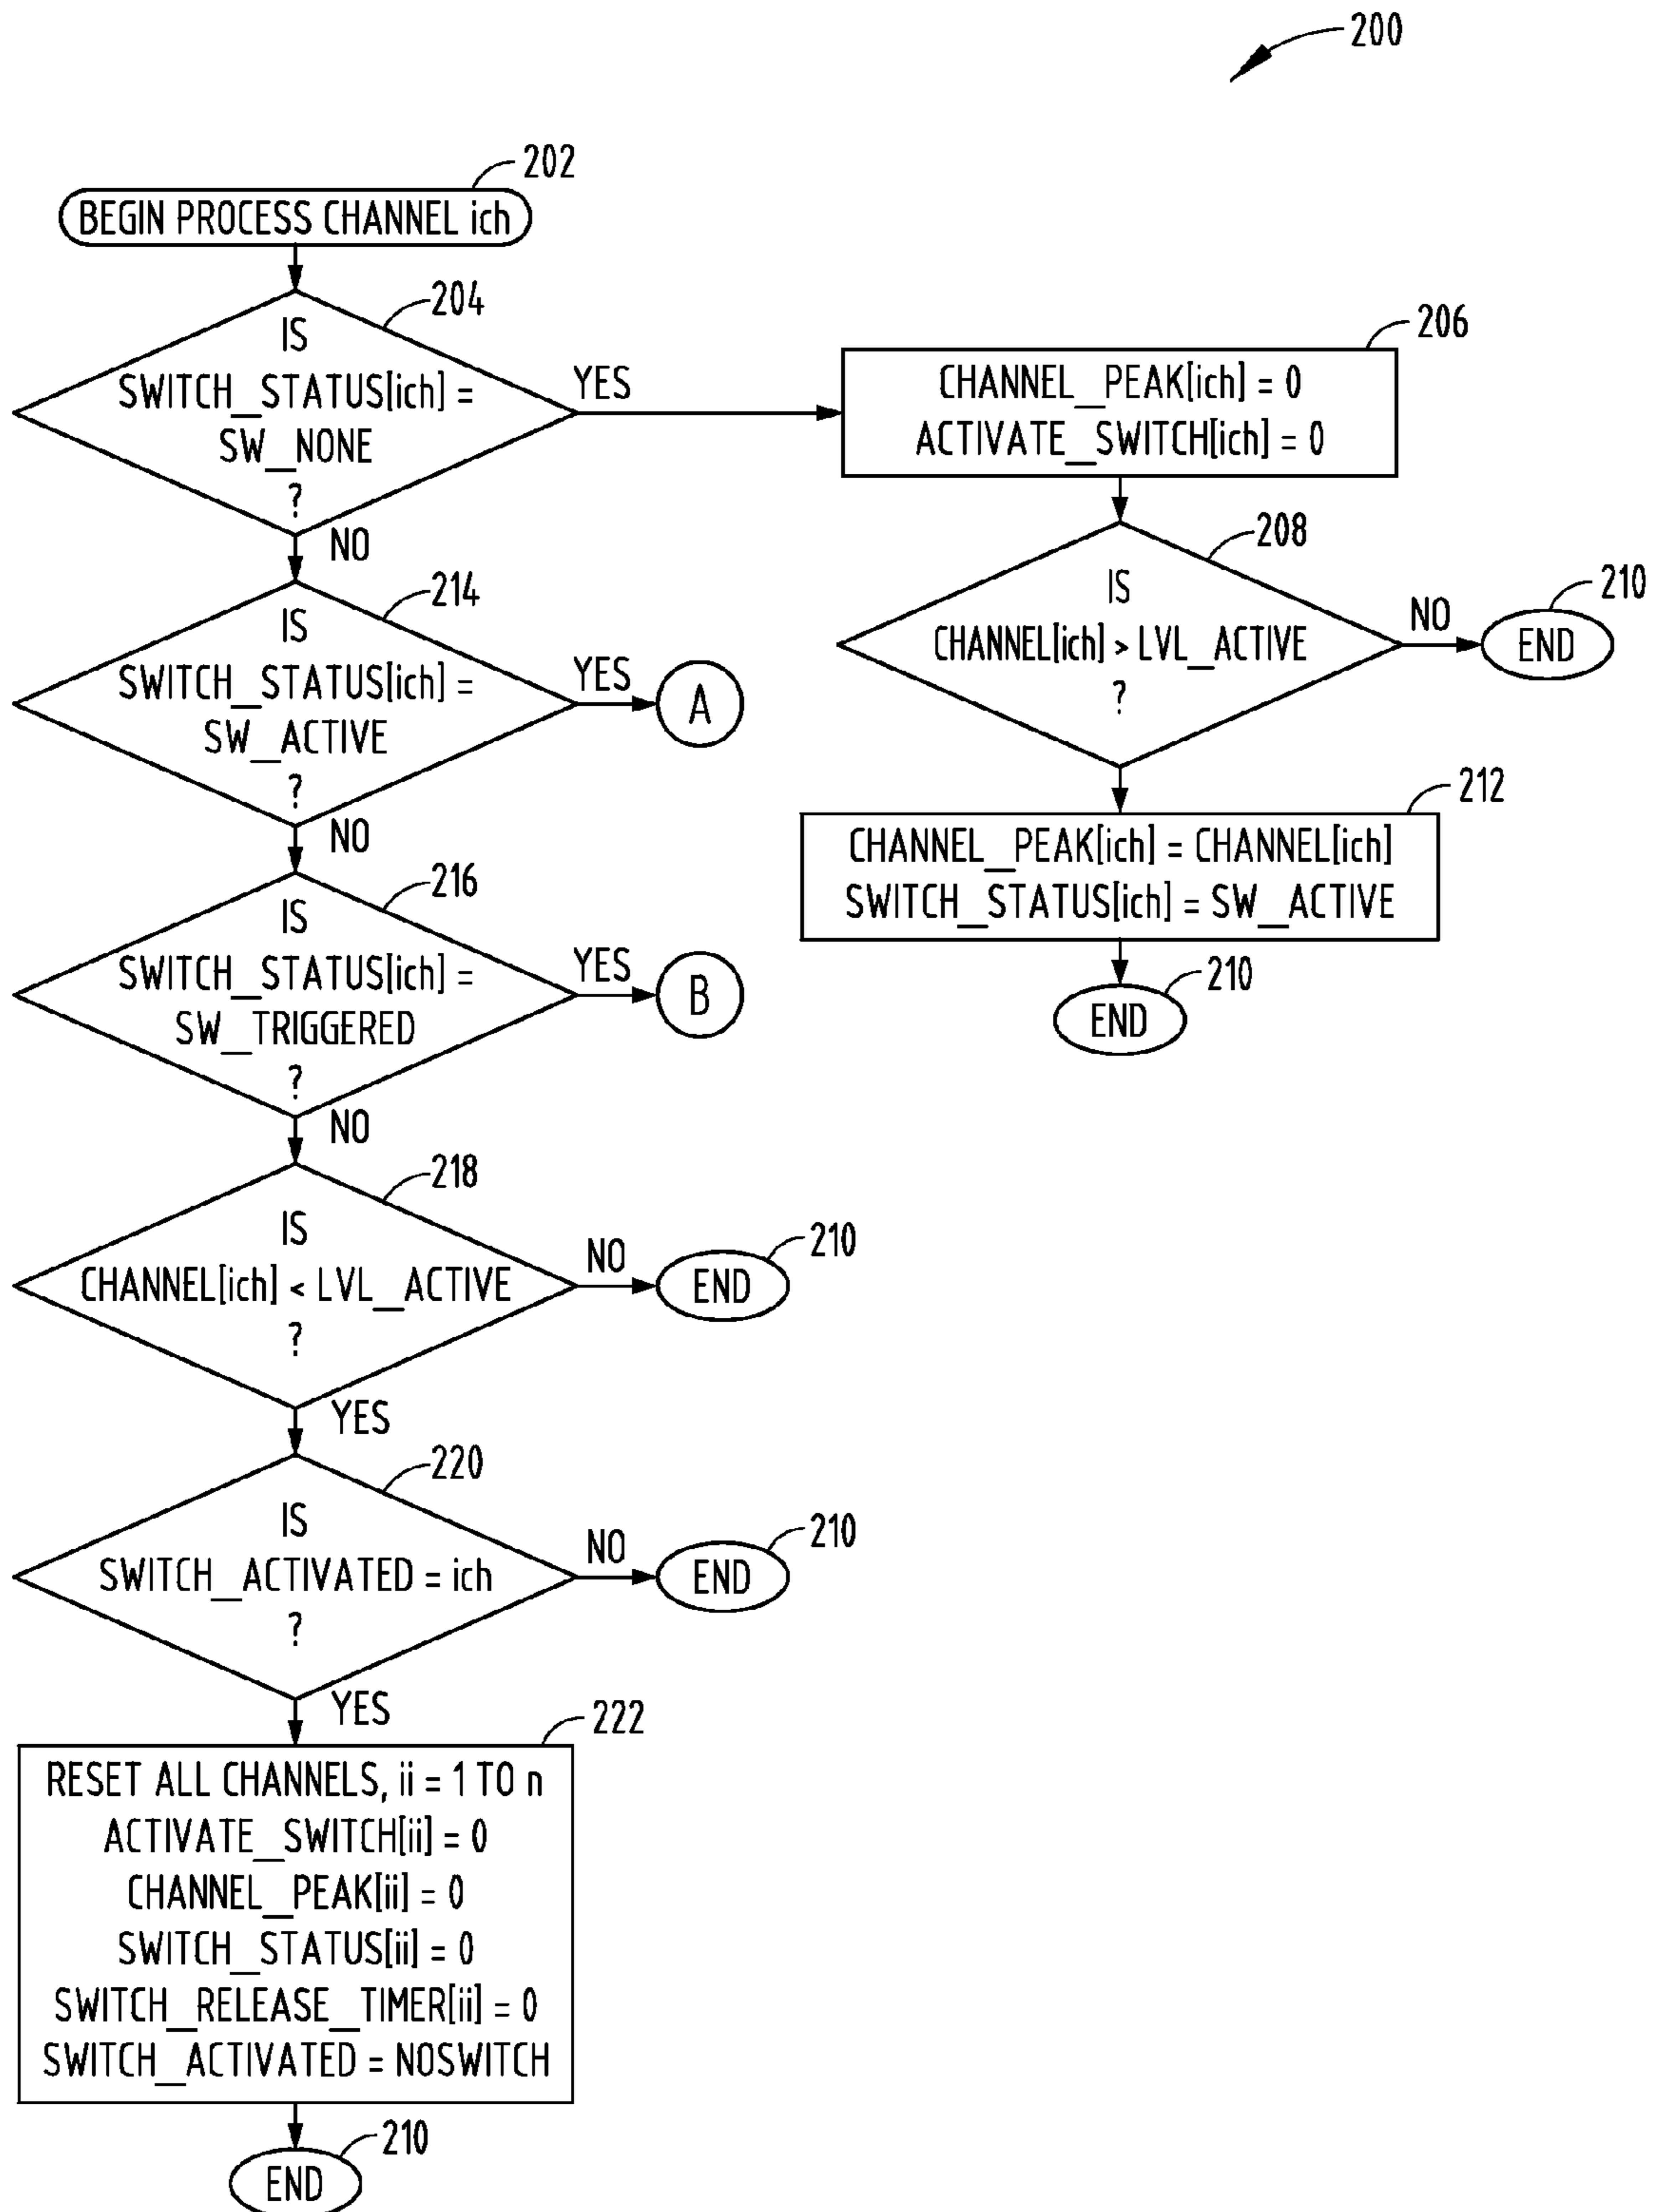 200
202
BEGIN PROCESS CHANNEL ich
204
IS
SWITCH_STATUS[ich] =
SW_NONE
?
YES
NO
206
CHANNEL_PEAK[ich] = 0
ACTIVATE_SWITCH[ich] = 0
208
IS
CHANNEL[ich] > LVL_ACTIVE
?
NO
210
END
212
CHANNEL_PEAK[ich] = CHANNEL[ich]
SWITCH_STATUS[ich] = SW_ACTIVE
210
END
214
IS
SWITCH_STATUS[ich] =
SW_ACTIVE
?
YES
A
NO
216
IS
SWITCH_STATUS[ich] =
SW_TRIGGERED
?
YES
B
NO
218
IS
CHANNEL[ich] < LVL_ACTIVE
?
NO
210
END
YES
220
IS
SWITCH_ACTIVATED = ich
?
NO
210
END
YES
222
RESET ALL CHANNELS, ii = 1 TO n
ACTIVATE_SWITCH[ii] = 0
CHANNEL_PEAK[ii] = 0
SWITCH_STATUS[ii] = 0
SWITCH_RELEASE_TIMER[ii] = 0
SWITCH_ACTIVATED = NOSWITCH
210
END